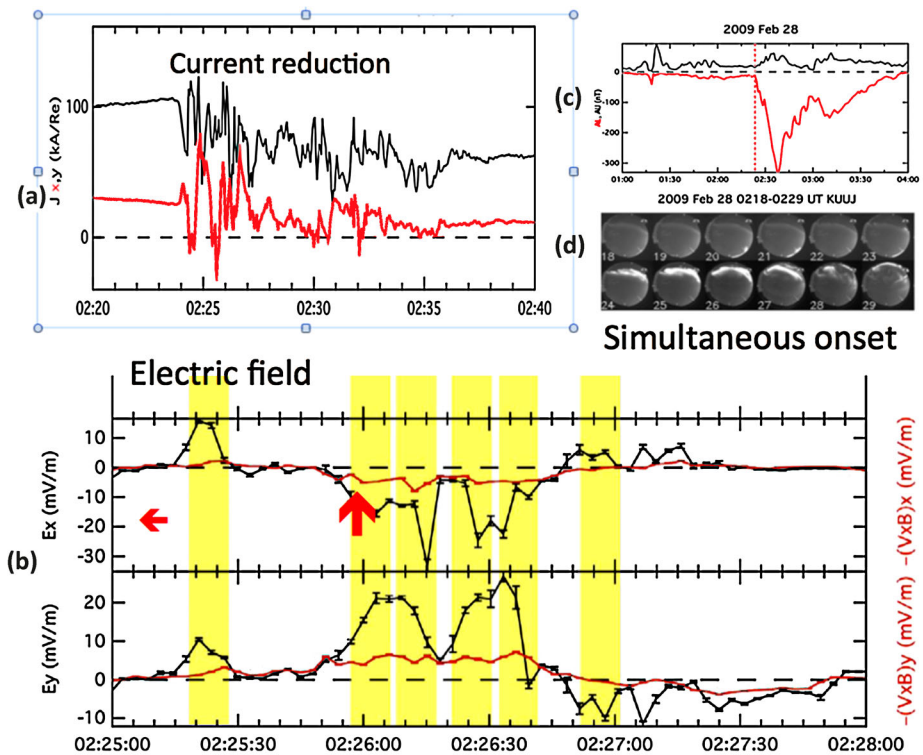 Current reduction
(a)
J x,y (kA/Re)
100
0
02:20 02:25 02:30 02:35 02:40
2009 Feb 28
(c)
AL, AU (nT)
0
-100
-200
-300
01:00 01:30 02:00 02:30 03:00 03:30 04:00
2009 Feb 28 0218-0229 UT KUUJ
(d)
18 19 20 21 22 23
24 25 26 27 28 29
Simultaneous onset
Electric field
(b)
Ex (mV/m)
10
0
-10
-20
-30
-(VxB)x (mV/m)
Ey (mV/m)
20
10
0
-10
-(VxB)y (mV/m)
02:25:00 02:25:30 02:26:00 02:26:30 02:27:00 02:27:30 02:28:00